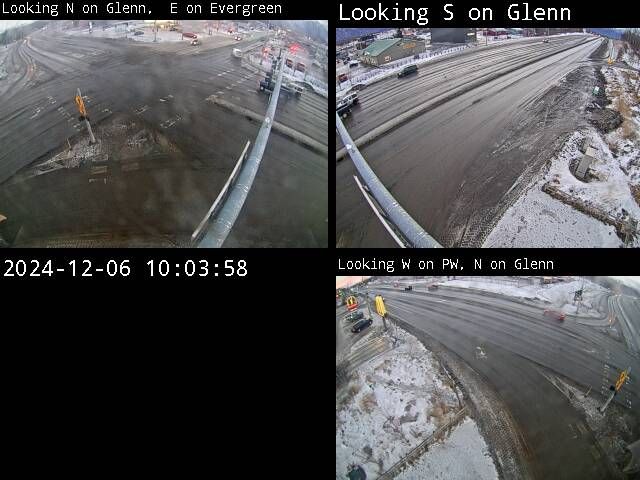 Looking N on Glenn,  E on Evergreen
Looking S on Glenn
2024-12-06 10:03:58
Looking W on PW, N on Glenn